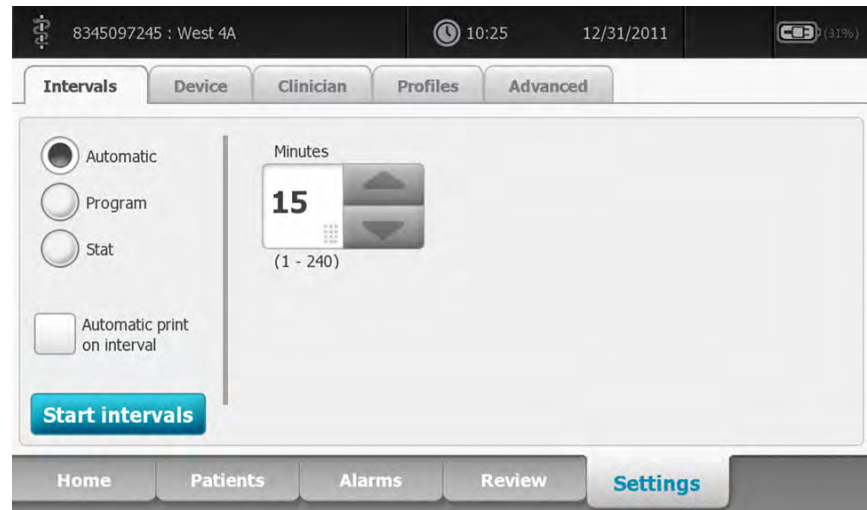 8345097245 : West 4A 10:25 12/31/2011 (31%)
Intervals Device Clinician Profiles Advanced
Automatic
Program
Stat
Minutes
15
(1 - 240)
Automatic print
on interval
Start intervals
Home Patients Alarms Review Settings